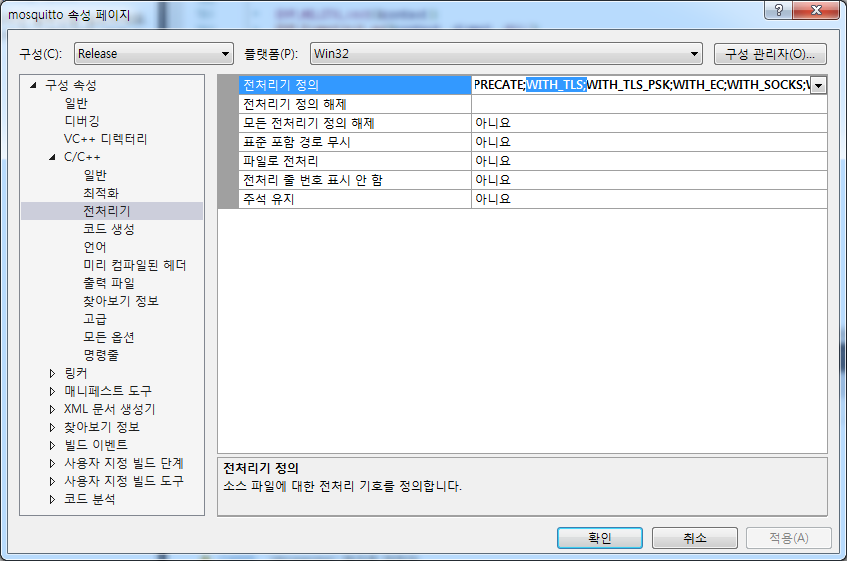 mosquitto 속성 페이지
구성(C): Release 플랫폼(P): Win32 구성 관리자(O)...
구성 속성
일반
디버깅
VC++ 디렉터리
C/C++
일반
최적화
전처리기
코드 생성
언어
미리 컴파일된 헤더
출력 파일
찾아보기 정보
고급
모든 옵션
명령줄
링커
매니페스트 도구
XML 문서 생성기
찾아보기 정보
빌드 이벤트
사용자 지정 빌드 단계
사용자 지정 빌드 도구
코드 분석
전처리기 정의 PRECATE;WITH_TLS;WITH_TLS_PSK;WITH_EC;WITH_SOCKS;
전처리기 정의 해제
모든 전처리기 정의 해제 아니요
표준 포함 경로 무시 아니요
파일로 전처리 아니요
전처리 줄 번호 표시 안 함 아니요
주석 유지 아니요
전처리기 정의
소스 파일에 대한 전처리 기호를 정의합니다.
확인 취소 적용(A)